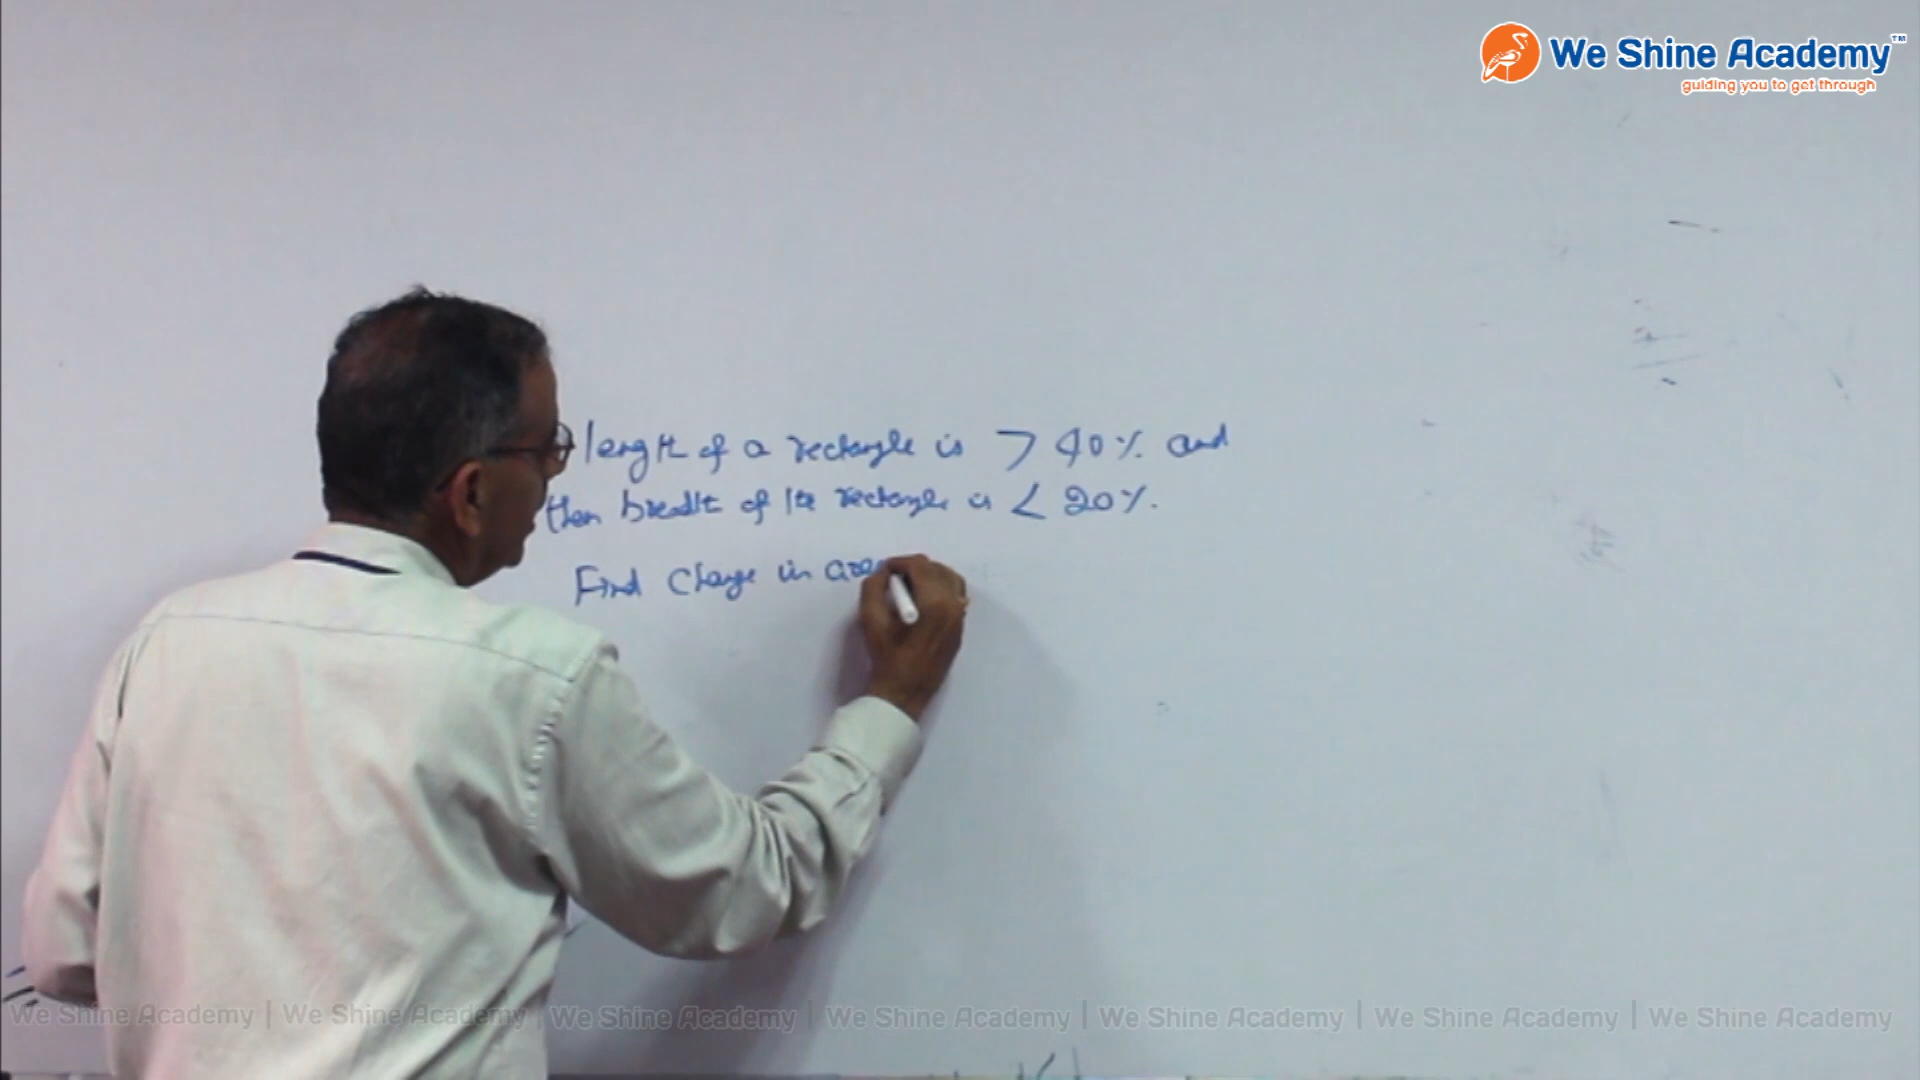 We Shine Academy™
guiding you to get through
length of a rectangle is > 40% and
then breadth of the rectangle is < 20%.
Find change in area
We Shine Academy | We Shine Academy | We Shine Academy | We Shine Academy | We Shine Academy | We Shine Academy | We Shine Academy